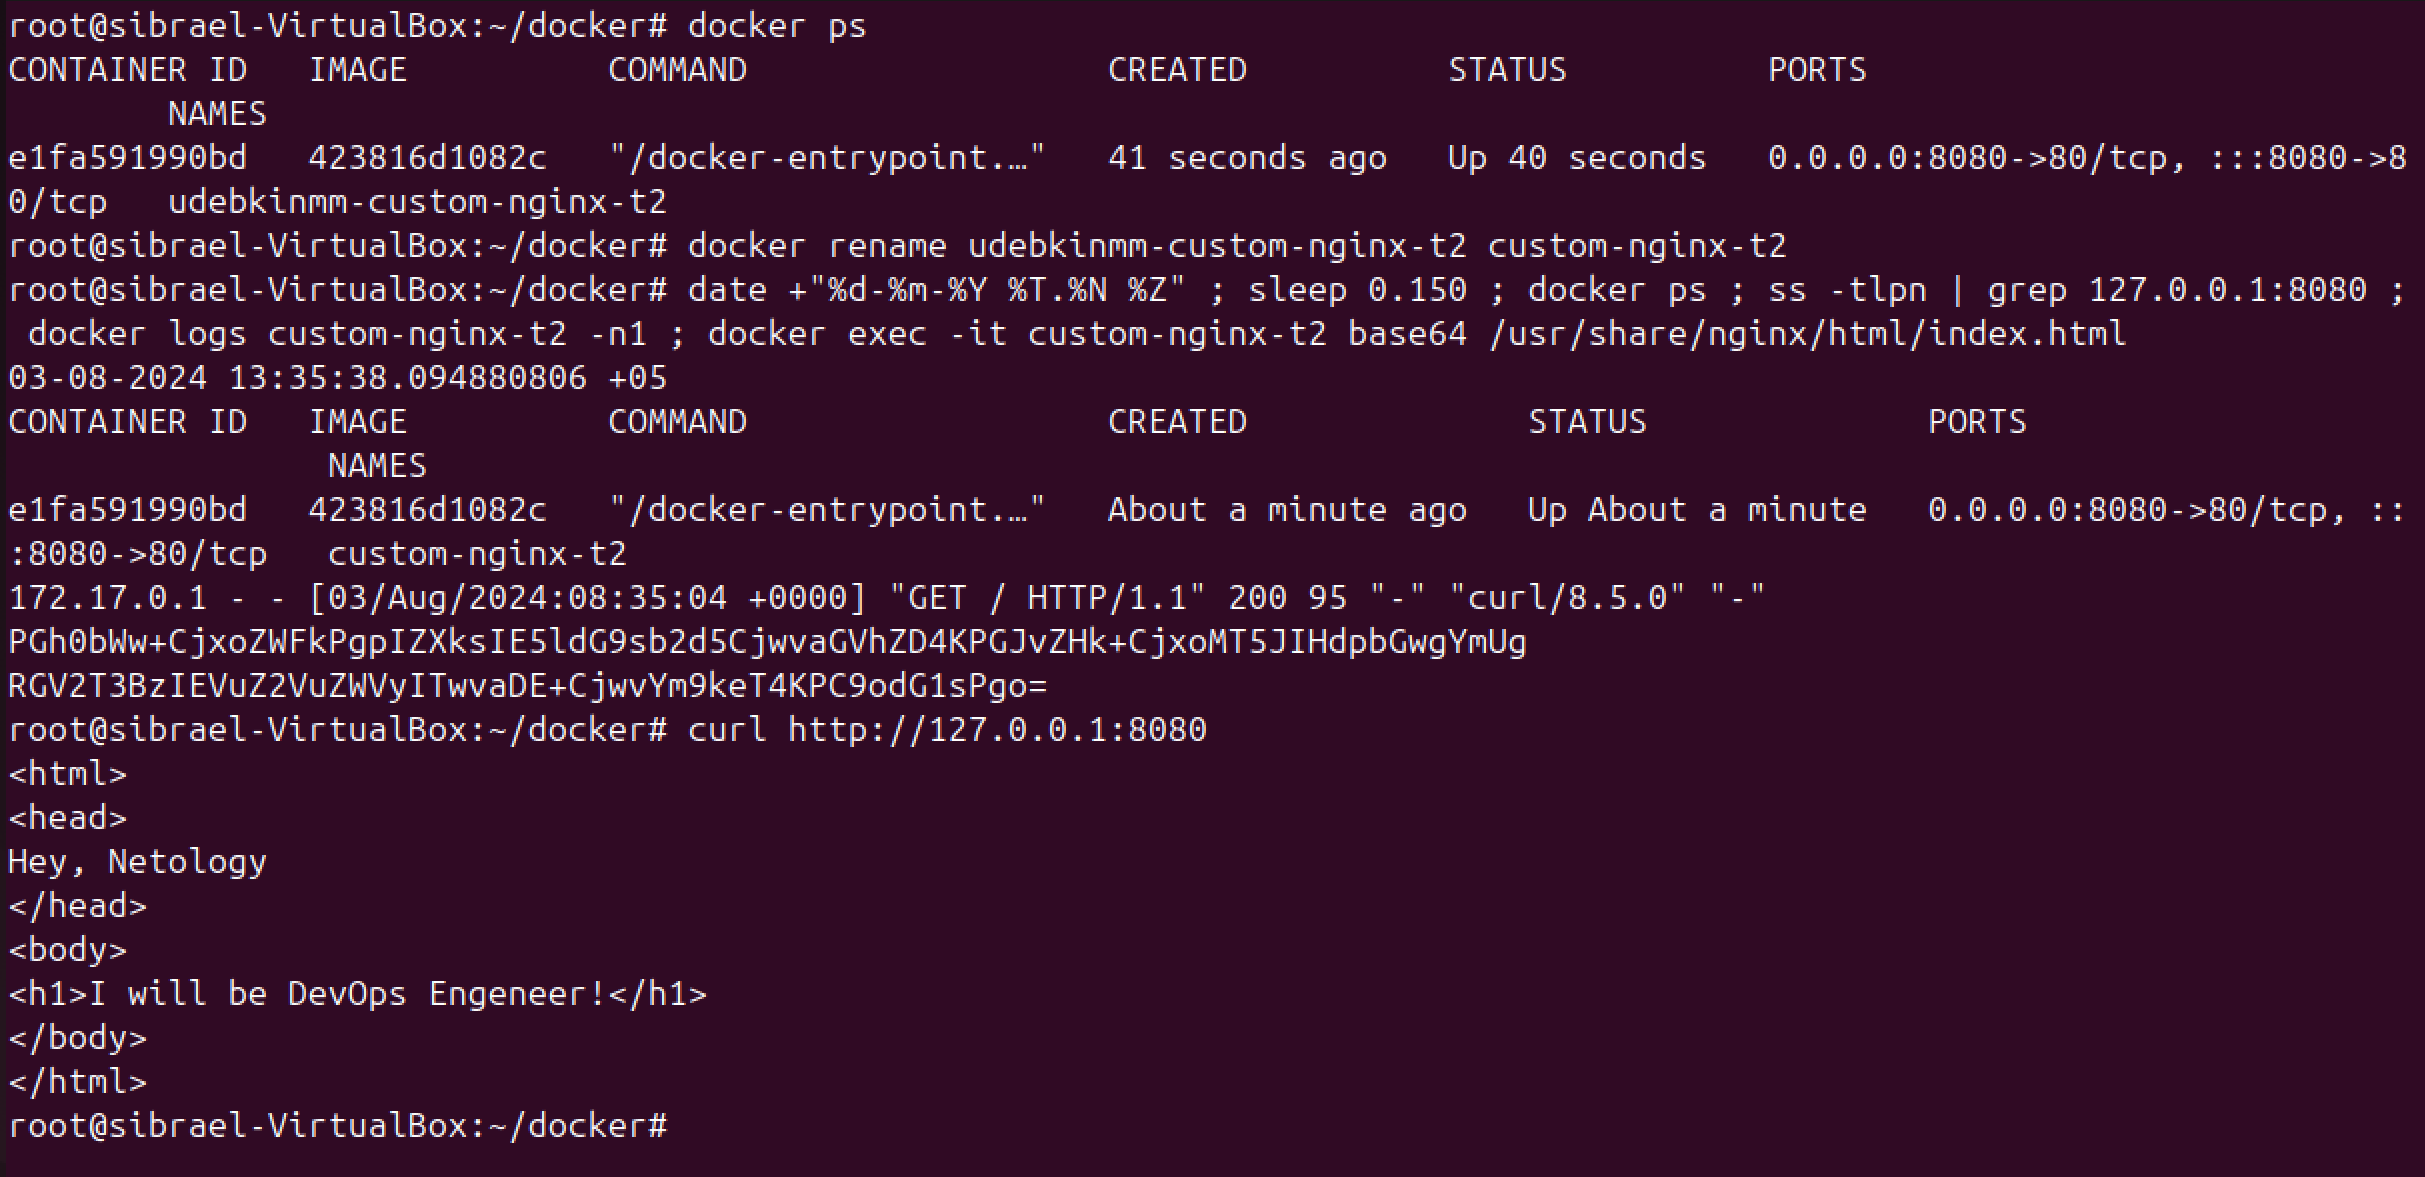 root@sibrael-VirtualBox:~/docker# docker ps
CONTAINER ID   IMAGE          COMMAND                  CREATED          STATUS          PORTS
        NAMES
e1fa591990bd   423816d1082c   "/docker-entrypoint.…"   41 seconds ago   Up 40 seconds   0.0.0.0:8080->80/tcp, :::8080->8
0/tcp   udebkinmm-custom-nginx-t2
root@sibrael-VirtualBox:~/docker# docker rename udebkinmm-custom-nginx-t2 custom-nginx-t2
root@sibrael-VirtualBox:~/docker# date +"%d-%m-%Y %T.%N %Z" ; sleep 0.150 ; docker ps ; ss -tlpn | grep 127.0.0.1:8080 ;
 docker logs custom-nginx-t2 -n1 ; docker exec -it custom-nginx-t2 base64 /usr/share/nginx/html/index.html
03-08-2024 13:35:38.094880806 +05
CONTAINER ID   IMAGE          COMMAND                  CREATED              STATUS              PORTS
                NAMES
e1fa591990bd   423816d1082c   "/docker-entrypoint.…"   About a minute ago   Up About a minute   0.0.0.0:8080->80/tcp, ::
:8080->80/tcp   custom-nginx-t2
172.17.0.1 - - [03/Aug/2024:08:35:04 +0000] "GET / HTTP/1.1" 200 95 "-" "curl/8.5.0" "-"
PGh0bWw+CjxoZWFkPgpIZXksIE5ldG9sb2d5CjwvaGVhZD4KPGJvZHk+CjxoMT5JIHdpbGwgYmUg
RGV2T3BzIEVuZ2VuZWVyITwvaDE+CjwvYm9keT4KPC9odG1sPgo=
root@sibrael-VirtualBox:~/docker# curl http://127.0.0.1:8080
<html>
<head>
Hey, Netology
</head>
<body>
<h1>I will be DevOps Engeneer!</h1>
</body>
</html>
root@sibrael-VirtualBox:~/docker#